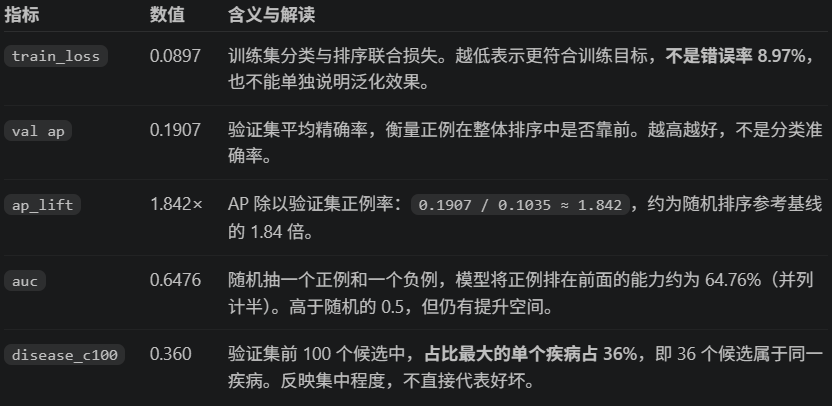 指标 数值 含义与解读
train_loss 0.0897 训练集分类与排序联合损失。越低表示更符合训练目标，不是错误率 8.97%，
也不能单独说明泛化效果。
val ap 0.1907 验证集平均精确率，衡量正例在整体排序中是否靠前。越高越好，不是分类准
确率。
ap_lift 1.842× AP 除以验证集正例率：0.1907 / 0.1035 ≈ 1.842，约为随机排序参考基线
的 1.84 倍。
auc 0.6476 随机抽一个正例和一个负例，模型将正例排在前面的能力约为 64.76%（并列
计半）。高于随机的 0.5，但仍有提升空间。
disease_c100 0.360 验证集前 100 个候选中，占比最大的单个疾病占 36%，即 36 个候选属于同一
疾病。反映集中程度，不直接代表好坏。